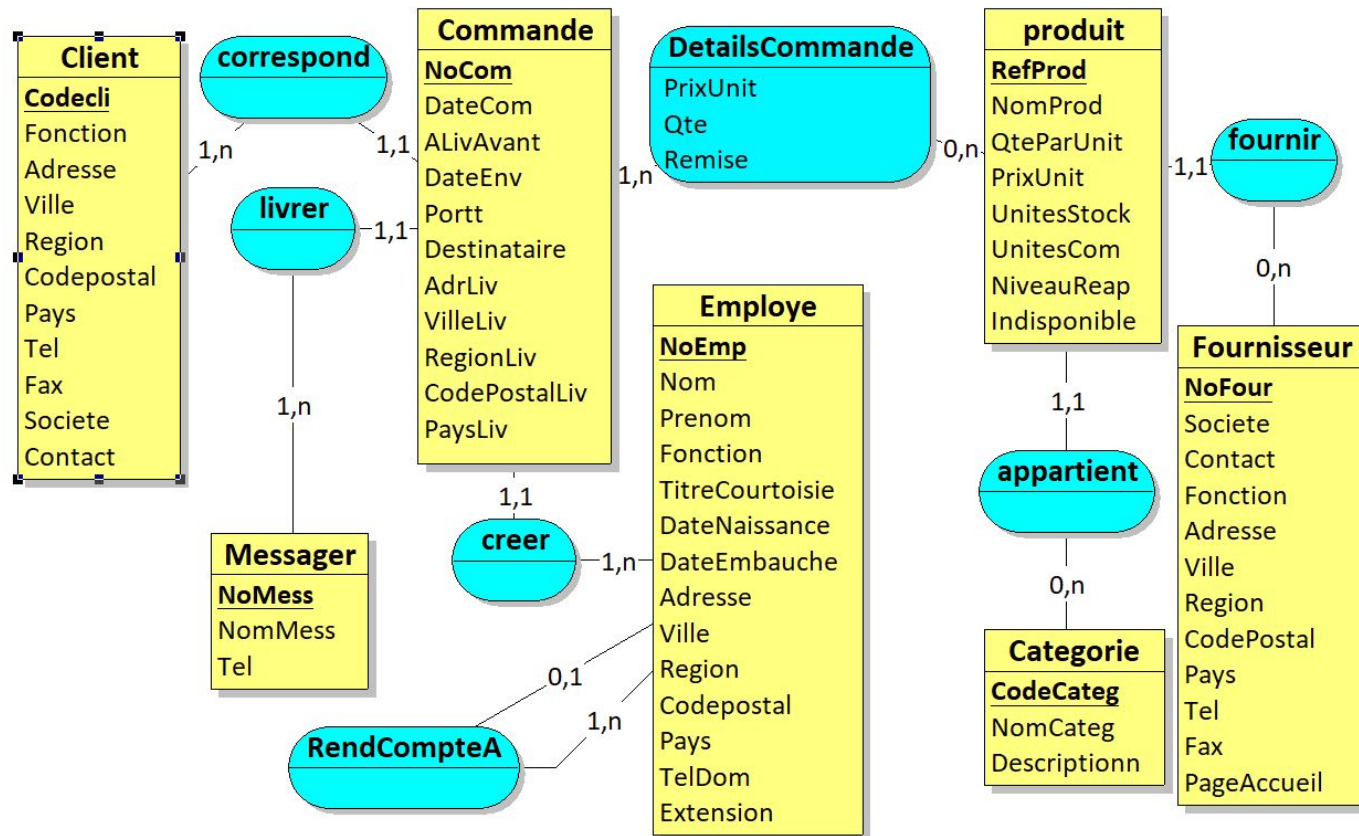 Client
Codecli
Fonction
Adresse
Ville
Region
Codepostal
Pays
Tel
Fax
Societe
Contact
correspond
1,n
1,1
livrer
1,1
1,n
Messager
NoMess
NomMess
Tel
Commande
NoCom
DateCom
ALivAvant
DateEnv
Portt
Destinataire
AdrLiv
VilleLiv
RegionLiv
CodePostalLiv
PaysLiv
1,1
creer
1,n
1,n
DetailsCommande
PrixUnit
Qte
Remise
0,n
Employe
NoEmp
Nom
Prenom
Fonction
TitreCourtoisie
DateNaissance
DateEmbauche
Adresse
Ville
Region
Codepostal
Pays
TelDom
Extension
0,1
1,n
RendCompteA
produit
RefProd
NomProd
QteParUnit
PrixUnit
UnitesStock
UnitesCom
NiveauReap
Indisponible
1,1
fournir
0,n
1,1
appartient
0,n
Categorie
CodeCateg
NomCateg
Descriptionn
Fournisseur
NoFour
Societe
Contact
Fonction
Adresse
Ville
Region
CodePostal
Pays
Tel
Fax
PageAccueil